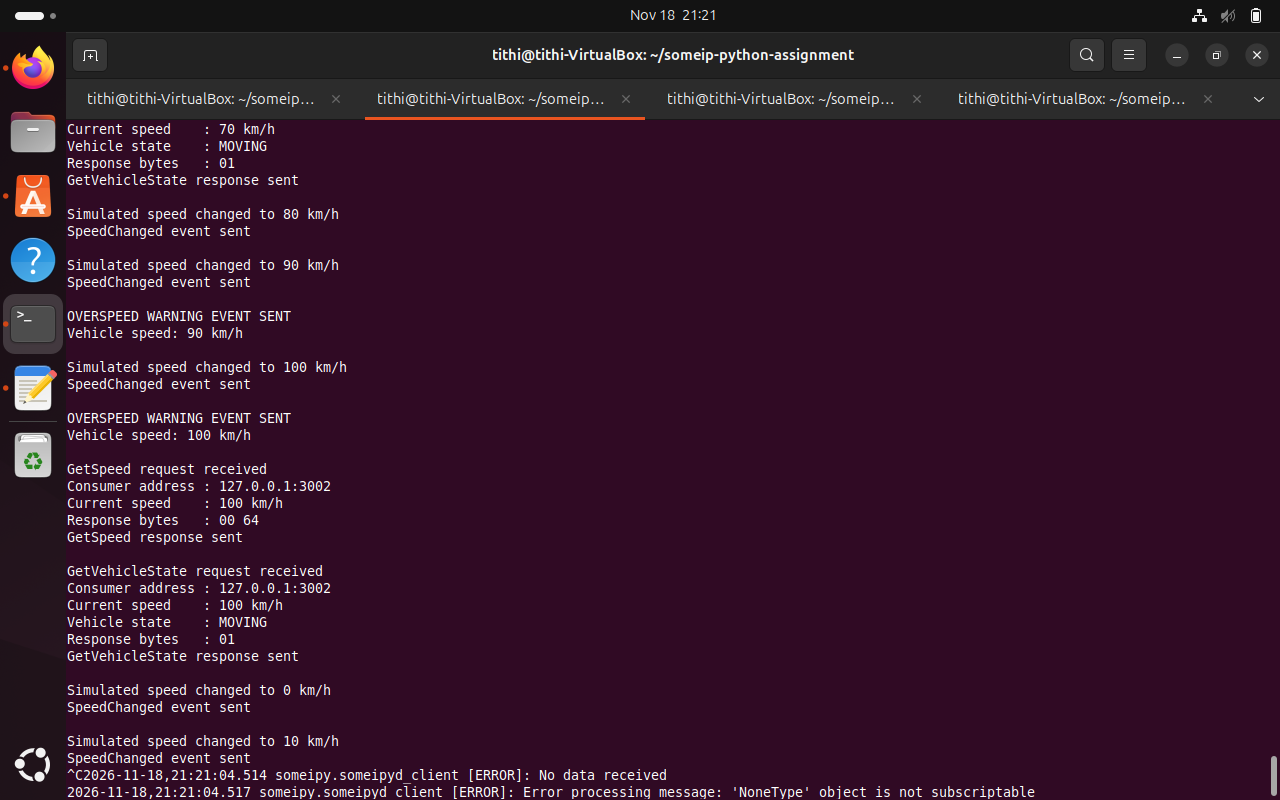 Nov 18 21:21
tithi@tithi-VirtualBox: ~/someip-python-assignment
tithi@tithi-VirtualBox: ~/someip…
tithi@tithi-VirtualBox: ~/someip…
tithi@tithi-VirtualBox: ~/someip…
tithi@tithi-VirtualBox: ~/someip…
Current speed    : 70 km/h
Vehicle state    : MOVING
Response bytes   : 01
GetVehicleState response sent
Simulated speed changed to 80 km/h
SpeedChanged event sent
Simulated speed changed to 90 km/h
SpeedChanged event sent
OVERSPEED WARNING EVENT SENT
Vehicle speed: 90 km/h
Simulated speed changed to 100 km/h
SpeedChanged event sent
OVERSPEED WARNING EVENT SENT
Vehicle speed: 100 km/h
GetSpeed request received
Consumer address : 127.0.0.1:3002
Current speed    : 100 km/h
Response bytes   : 00 64
GetSpeed response sent
GetVehicleState request received
Consumer address : 127.0.0.1:3002
Current speed    : 100 km/h
Vehicle state    : MOVING
Response bytes   : 01
GetVehicleState response sent
Simulated speed changed to 0 km/h
SpeedChanged event sent
Simulated speed changed to 10 km/h
SpeedChanged event sent
^C2026-11-18,21:21:04.514 someipy.someipyd_client [ERROR]: No data received
2026-11-18,21:21:04.517 someipy.someipyd_client [ERROR]: Error processing message: 'NoneType' object is not subscriptable